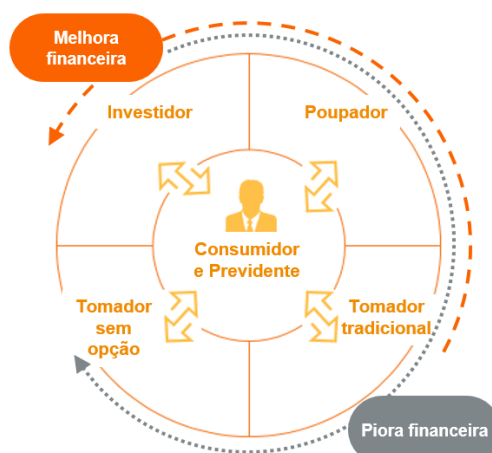 Melhora
financeira
Investidor
Poupador
Consumidor
e Previdente
Tomador
sem
opção
Tomador
tradicional
Piora financeira